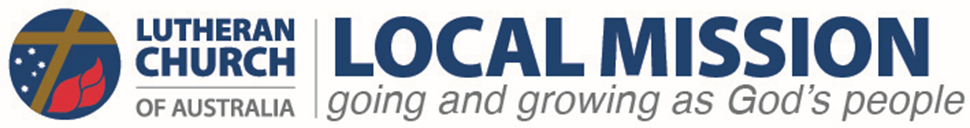 LUTHERAN
CHURCH
OF AUSTRALIA
LOCAL MISSION
going and growing as God's people